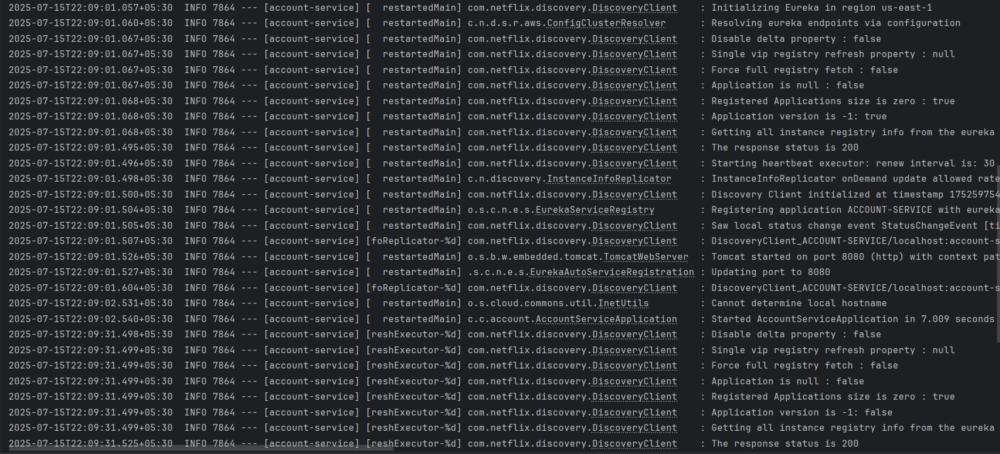 2025-07-15T22:09:01.057+05:30  INFO 7864 --- [account-service] [  restartedMain] com.netflix.discovery.DiscoveryClient    : Initializing Eureka in region us-east-1
2025-07-15T22:09:01.060+05:30  INFO 7864 --- [account-service] [  restartedMain] c.n.d.s.r.aws.ConfigClusterResolver      : Resolving eureka endpoints via configuration
2025-07-15T22:09:01.067+05:30  INFO 7864 --- [account-service] [  restartedMain] com.netflix.discovery.DiscoveryClient    : Disable delta property : false
2025-07-15T22:09:01.067+05:30  INFO 7864 --- [account-service] [  restartedMain] com.netflix.discovery.DiscoveryClient    : Single vip registry refresh property : null
2025-07-15T22:09:01.067+05:30  INFO 7864 --- [account-service] [  restartedMain] com.netflix.discovery.DiscoveryClient    : Force full registry fetch : false
2025-07-15T22:09:01.067+05:30  INFO 7864 --- [account-service] [  restartedMain] com.netflix.discovery.DiscoveryClient    : Application is null : false
2025-07-15T22:09:01.068+05:30  INFO 7864 --- [account-service] [  restartedMain] com.netflix.discovery.DiscoveryClient    : Registered Applications size is zero : true
2025-07-15T22:09:01.068+05:30  INFO 7864 --- [account-service] [  restartedMain] com.netflix.discovery.DiscoveryClient    : Application version is -1: true
2025-07-15T22:09:01.068+05:30  INFO 7864 --- [account-service] [  restartedMain] com.netflix.discovery.DiscoveryClient    : Getting all instance registry info from the eureka
2025-07-15T22:09:01.495+05:30  INFO 7864 --- [account-service] [  restartedMain] com.netflix.discovery.DiscoveryClient    : The response status is 200
2025-07-15T22:09:01.496+05:30  INFO 7864 --- [account-service] [  restartedMain] com.netflix.discovery.DiscoveryClient    : Starting heartbeat executor: renew interval is: 30
2025-07-15T22:09:01.498+05:30  INFO 7864 --- [account-service] [  restartedMain] c.n.discovery.InstanceInfoReplicator     : InstanceInfoReplicator onDemand update allowed rate
2025-07-15T22:09:01.500+05:30  INFO 7864 --- [account-service] [  restartedMain] com.netflix.discovery.DiscoveryClient    : Discovery Client initialized at timestamp 175259754
2025-07-15T22:09:01.504+05:30  INFO 7864 --- [account-service] [  restartedMain] o.s.c.n.e.s.EurekaServiceRegistry        : Registering application ACCOUNT-SERVICE with eureka
2025-07-15T22:09:01.505+05:30  INFO 7864 --- [account-service] [  restartedMain] com.netflix.discovery.DiscoveryClient    : Saw local status change event StatusChangeEvent [ti
2025-07-15T22:09:01.507+05:30  INFO 7864 --- [account-service] [foReplicator-%d] com.netflix.discovery.DiscoveryClient    : DiscoveryClient_ACCOUNT-SERVICE/localhost:account-s
2025-07-15T22:09:01.526+05:30  INFO 7864 --- [account-service] [  restartedMain] o.s.b.w.embedded.tomcat.TomcatWebServer  : Tomcat started on port 8080 (http) with context pat
2025-07-15T22:09:01.527+05:30  INFO 7864 --- [account-service] [  restartedMain] .s.c.n.e.s.EurekaAutoServiceRegistration : Updating port to 8080
2025-07-15T22:09:01.604+05:30  INFO 7864 --- [account-service] [foReplicator-%d] com.netflix.discovery.DiscoveryClient    : DiscoveryClient_ACCOUNT-SERVICE/localhost:account-s
2025-07-15T22:09:02.531+05:30  INFO 7864 --- [account-service] [  restartedMain] o.s.cloud.commons.util.InetUtils         : Cannot determine local hostname
2025-07-15T22:09:02.540+05:30  INFO 7864 --- [account-service] [  restartedMain] c.c.account.AccountServiceApplication    : Started AccountServiceApplication in 7.009 seconds
2025-07-15T22:09:31.498+05:30  INFO 7864 --- [account-service] [reshExecutor-%d] com.netflix.discovery.DiscoveryClient    : Disable delta property : false
2025-07-15T22:09:31.499+05:30  INFO 7864 --- [account-service] [reshExecutor-%d] com.netflix.discovery.DiscoveryClient    : Single vip registry refresh property : null
2025-07-15T22:09:31.499+05:30  INFO 7864 --- [account-service] [reshExecutor-%d] com.netflix.discovery.DiscoveryClient    : Force full registry fetch : false
2025-07-15T22:09:31.499+05:30  INFO 7864 --- [account-service] [reshExecutor-%d] com.netflix.discovery.DiscoveryClient    : Application is null : false
2025-07-15T22:09:31.499+05:30  INFO 7864 --- [account-service] [reshExecutor-%d] com.netflix.discovery.DiscoveryClient    : Registered Applications size is zero : true
2025-07-15T22:09:31.499+05:30  INFO 7864 --- [account-service] [reshExecutor-%d] com.netflix.discovery.DiscoveryClient    : Application version is -1: false
2025-07-15T22:09:31.499+05:30  INFO 7864 --- [account-service] [reshExecutor-%d] com.netflix.discovery.DiscoveryClient    : Getting all instance registry info from the eureka
2025-07-15T22:09:31.525+05:30  INFO 7864 --- [account-service] [reshExecutor-%d] com.netflix.discovery.DiscoveryClient    : The response status is 200